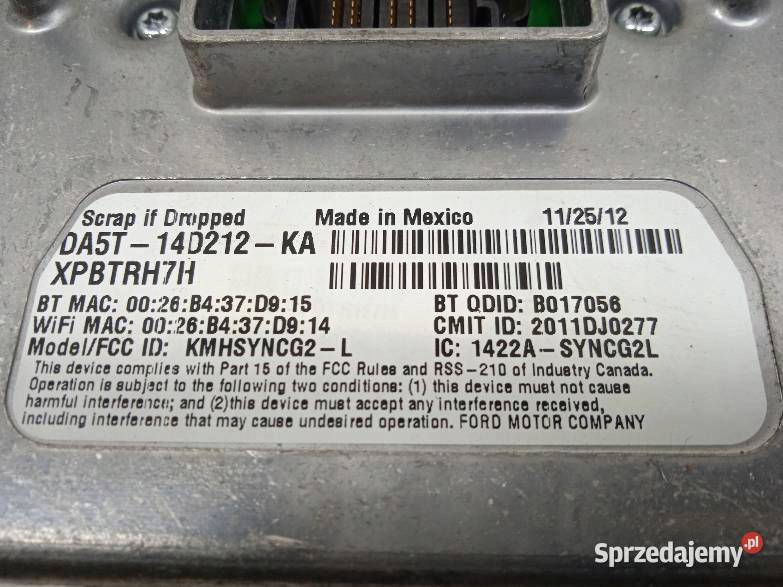 Scrap if Dropped Made in Mexico 11/25/12
DA5T-14D212-KA
XPBTRH7H
BT MAC: 00:26:B4:37:D9:15 BT QDID: B017056
WiFi MAC: 00:26:B4:37:D9:14 CMIT ID: 2011DJ0277
Model/FCC ID: KMHSYNCG2-L IC: 1422A-SYNCG2L
This device complies with Part 15 of the FCC Rules and RSS-210 of Industry Canada.
Operation is subject to the following two conditions: (1) this device must not cause
harmful interference; and (2)this device must accept any interference received,
including interference that may cause undesired operation. FORD MOTOR COMPANY
Sprzedajemy.pl